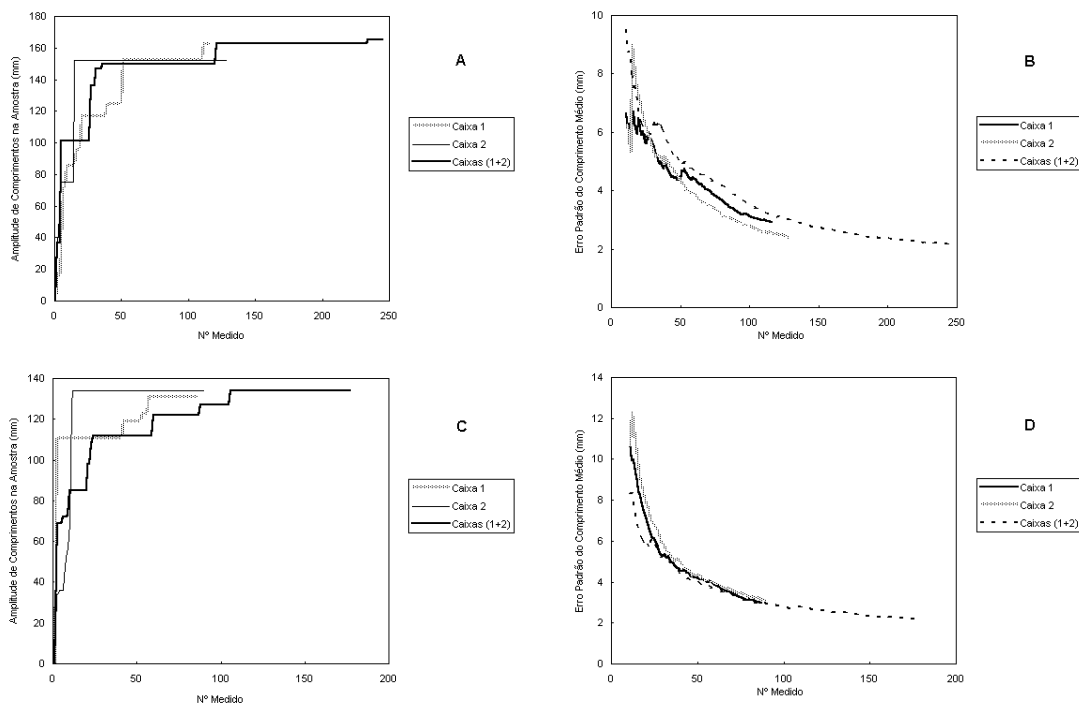 Amplitude de Comprimentos na Amostra (mm)
180
160
140
120
100
80
60
40
20
0
0 50 100 150 200 250
Nº Medido
A
Caixa 1
Caixa 2
Caixas (1+2)
Erro Padrão do Comprimento Médio (mm)
10
8
6
4
2
0
0 50 100 150 200 250
Nº Medido
B
Caixa 1
Caixa 2
Caixas (1+2)
Amplitude de Comprimentos na Amostra (mm)
140
120
100
80
60
40
20
0
0 50 100 150 200
Nº Medido
C
Caixa 1
Caixa 2
Caixas (1+2)
Erro Padrão do Comprimento Médio (mm)
14
12
10
8
6
4
2
0
0 50 100 150 200
Nº Medido
D
Caixa 1
Caixa 2
Caixas (1+2)